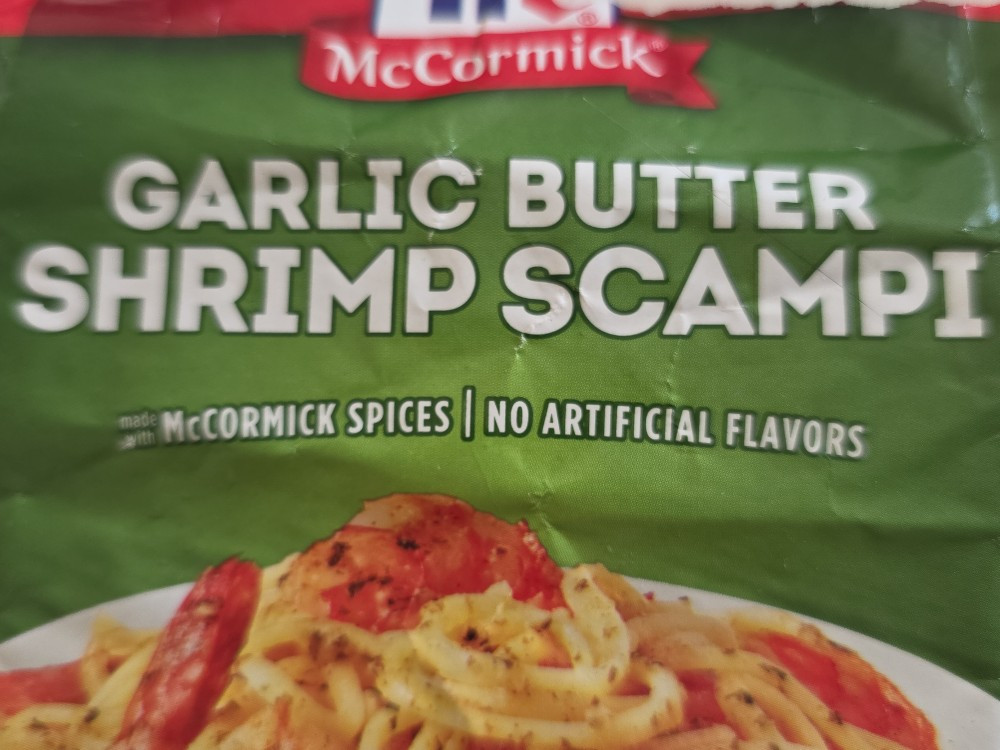 McCormick®
GARLIC BUTTER
SHRIMP SCAMPI
made with McCORMICK SPICES | NO ARTIFICIAL FLAVORS